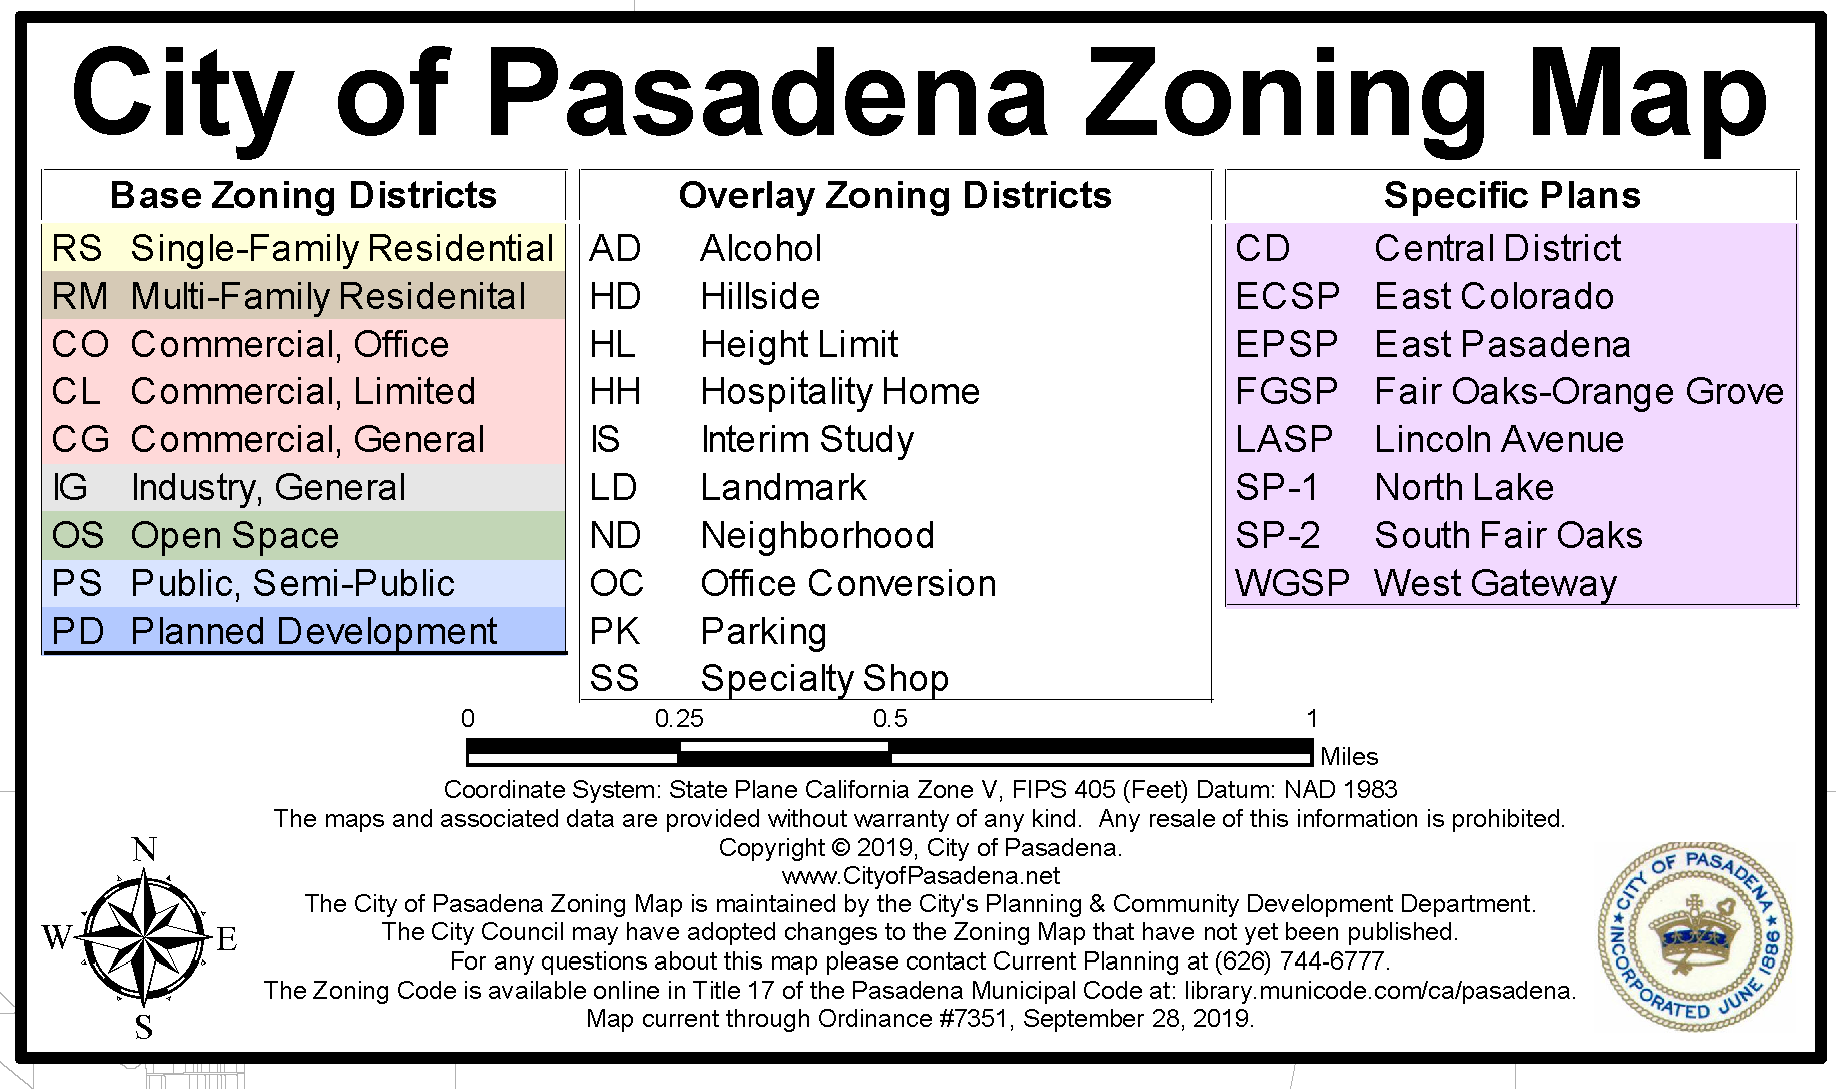 City of Pasadena Zoning Map
Base Zoning Districts
RS Single-Family Residential
RM Multi-Family Residenital
CO Commercial, Office
CL Commercial, Limited
CG Commercial, General
IG Industry, General
OS Open Space
PS Public, Semi-Public
PD Planned Development
Overlay Zoning Districts
AD Alcohol
HD Hillside
HL Height Limit
HH Hospitality Home
IS Interim Study
LD Landmark
ND Neighborhood
OC Office Conversion
PK Parking
SS Specialty Shop
Specific Plans
CD Central District
ECSP East Colorado
EPSP East Pasadena
FGSP Fair Oaks-Orange Grove
LASP Lincoln Avenue
SP-1 North Lake
SP-2 South Fair Oaks
WGSP West Gateway
0 0.25 0.5 1
Miles
Coordinate System: State Plane California Zone V, FIPS 405 (Feet) Datum: NAD 1983
The maps and associated data are provided without warranty of any kind.  Any resale of this information is prohibited.
Copyright © 2019, City of Pasadena.
www.CityofPasadena.net
The City of Pasadena Zoning Map is maintained by the City's Planning & Community Development Department.
The City Council may have adopted changes to the Zoning Map that have not yet been published.
For any questions about this map please contact Current Planning at (626) 744-6777.
The Zoning Code is available online in Title 17 of the Pasadena Municipal Code at: library.municode.com/ca/pasadena.
Map current through Ordinance #7351, September 28, 2019.
N
W E
S
CITY OF PASADENA
INCORPORATED JUNE 1886